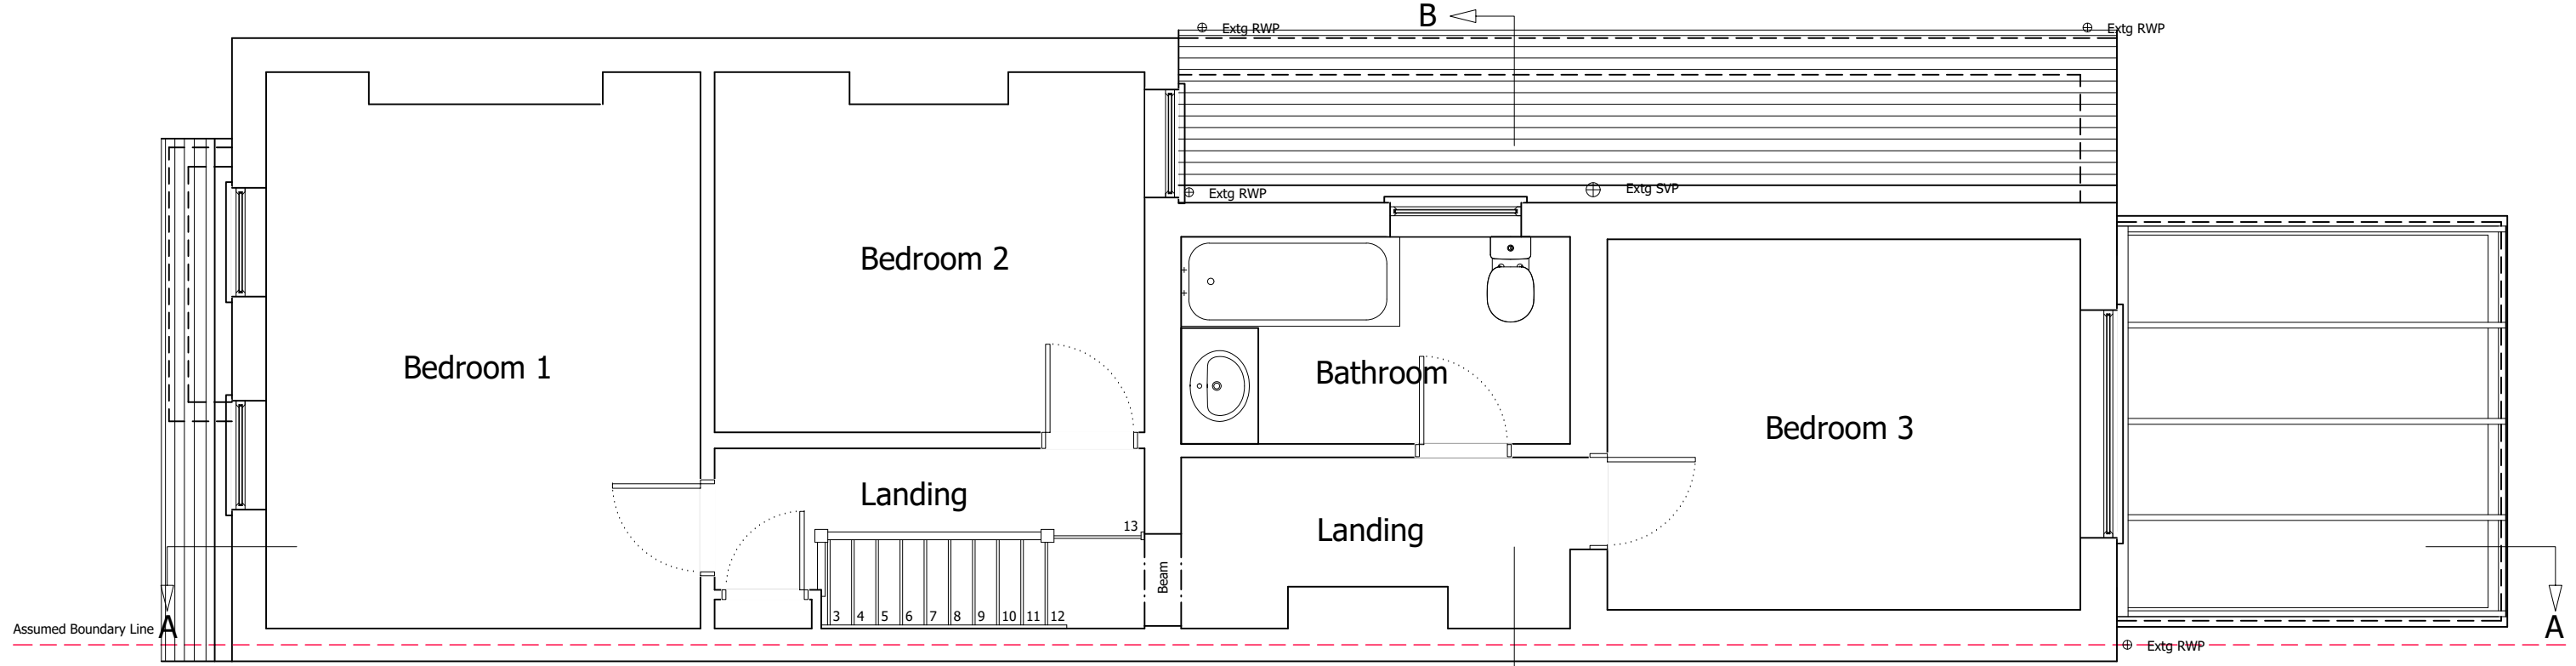 B
Extg RWP
Extg RWP
Extg RWP
Extg SVP
Bedroom 2
Bedroom 1
Bathroom
Bedroom 3
Landing
13
Landing
Beam
3 4 5 6 7 8 9 10 11 12
Assumed Boundary Line
A
A
Extg RWP